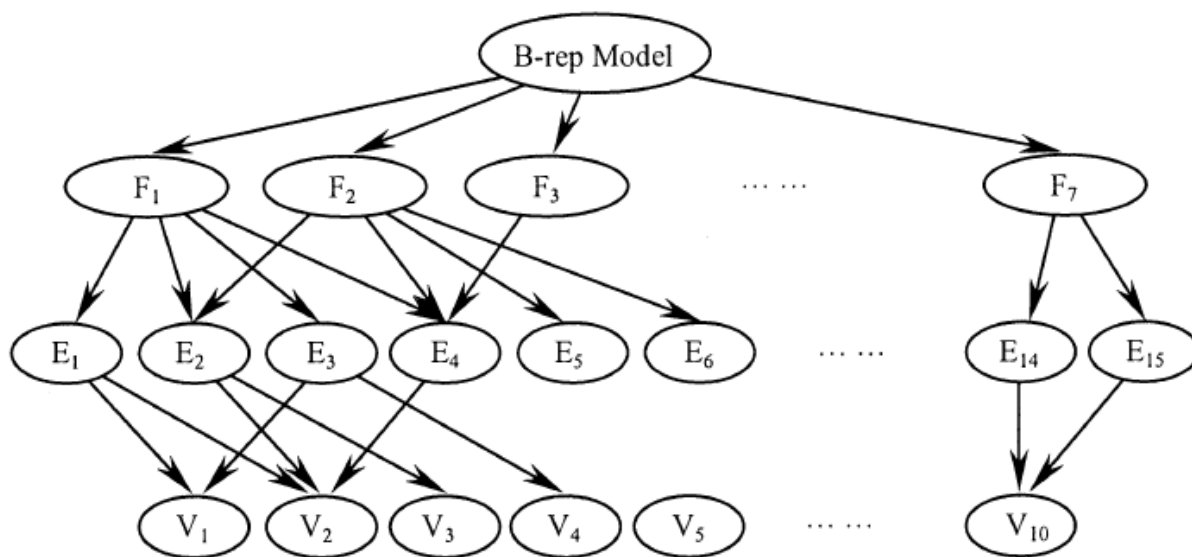 B-rep Model
F₁ F₂ F₃ ... ... F₇
E₁ E₂ E₃ E₄ E₅ E₆ ... ... E₁₄ E₁₅
V₁ V₂ V₃ V₄ V₅ ... ... V₁₀